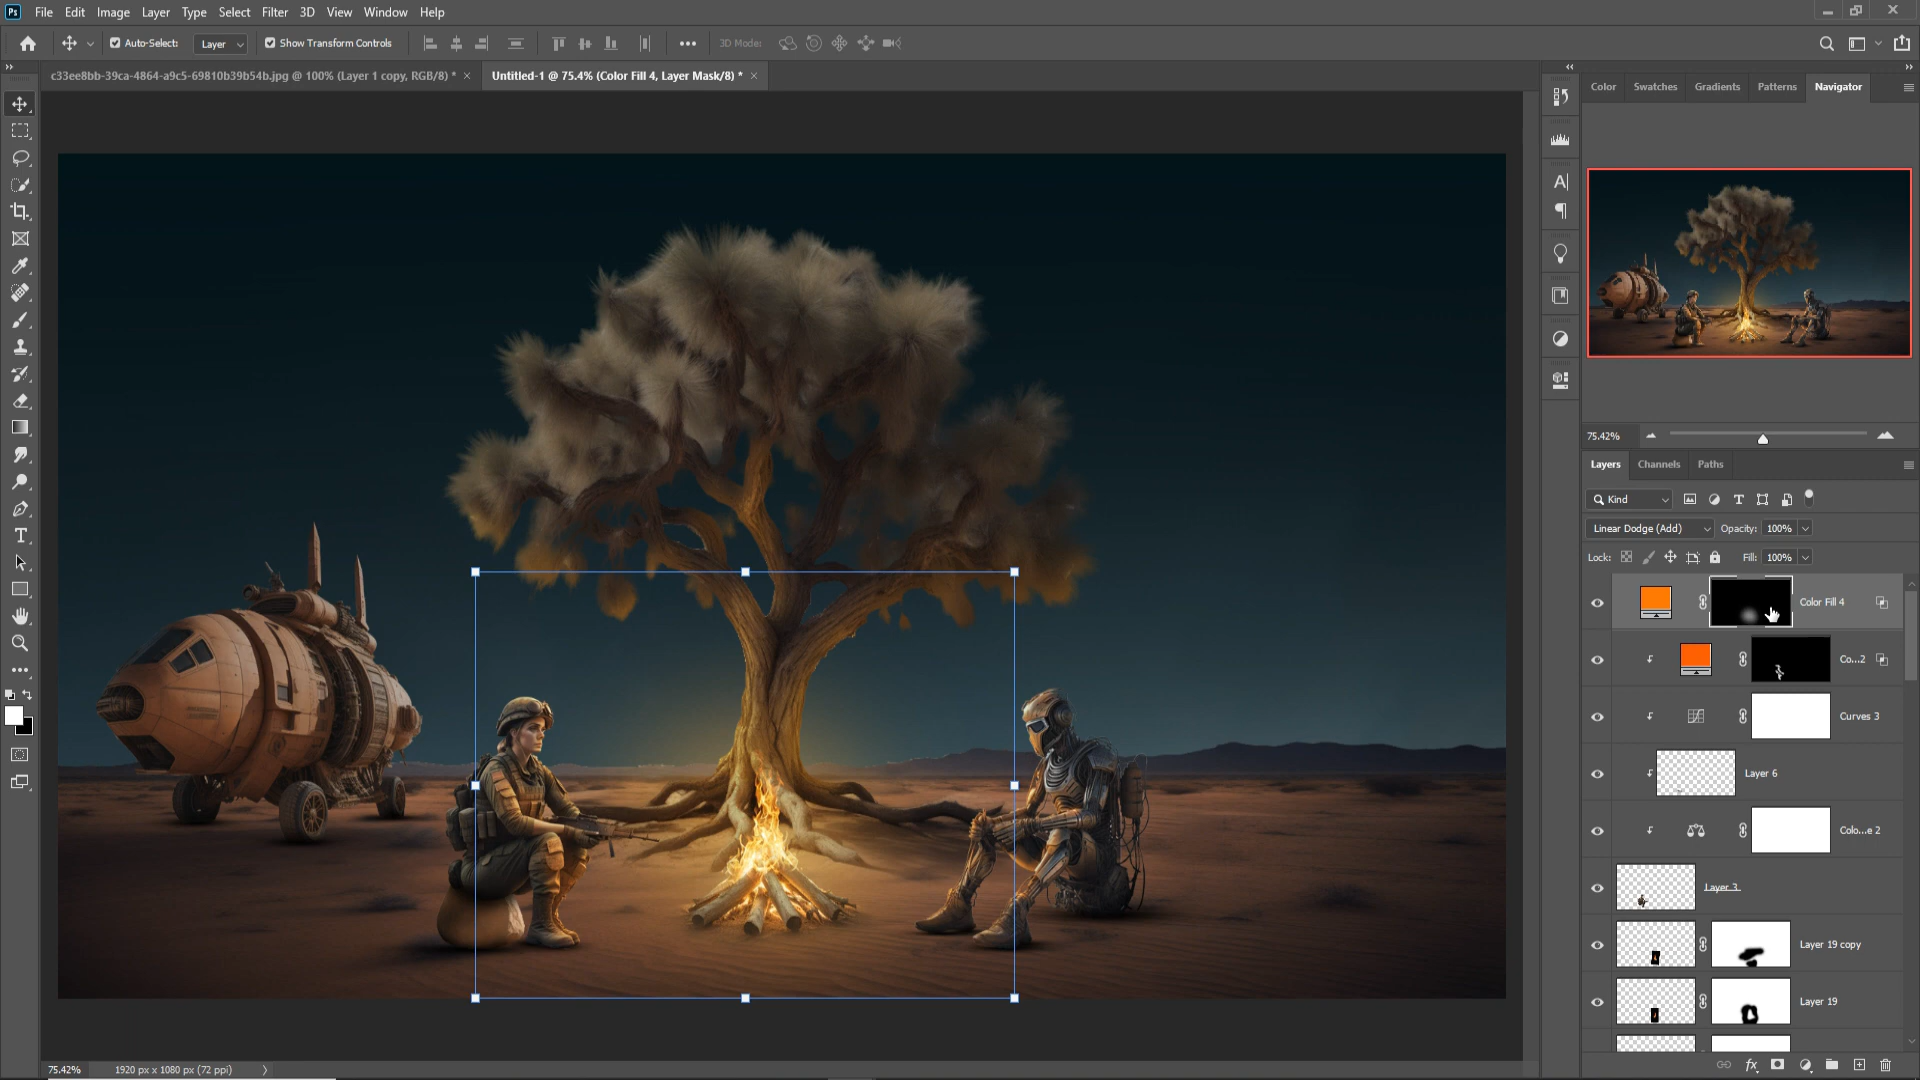 Ps File Edit Image Layer Type Select Filter 3D View Window Help
Auto-Select: Layer Show Transform Controls 3D Mode:
c33ee8bb-39ca-4864-a9c5-69810b39b54b.jpg @ 100% (Layer 1 copy, RGB/8) * × Untitled-1 @ 75.4% (Color Fill 4, Layer Mask/8) * ×
Color Swatches Gradients Patterns Navigator
75.42%
Layers Channels Paths
Kind
Linear Dodge (Add) Opacity: 100%
Lock: Fill: 100%
Color Fill 4
Co...2
Curves 3
Layer 6
Colo...e 2
Layer 3
Layer 19 copy
Layer 19
75.42% 1920 px x 1080 px (72 ppi)